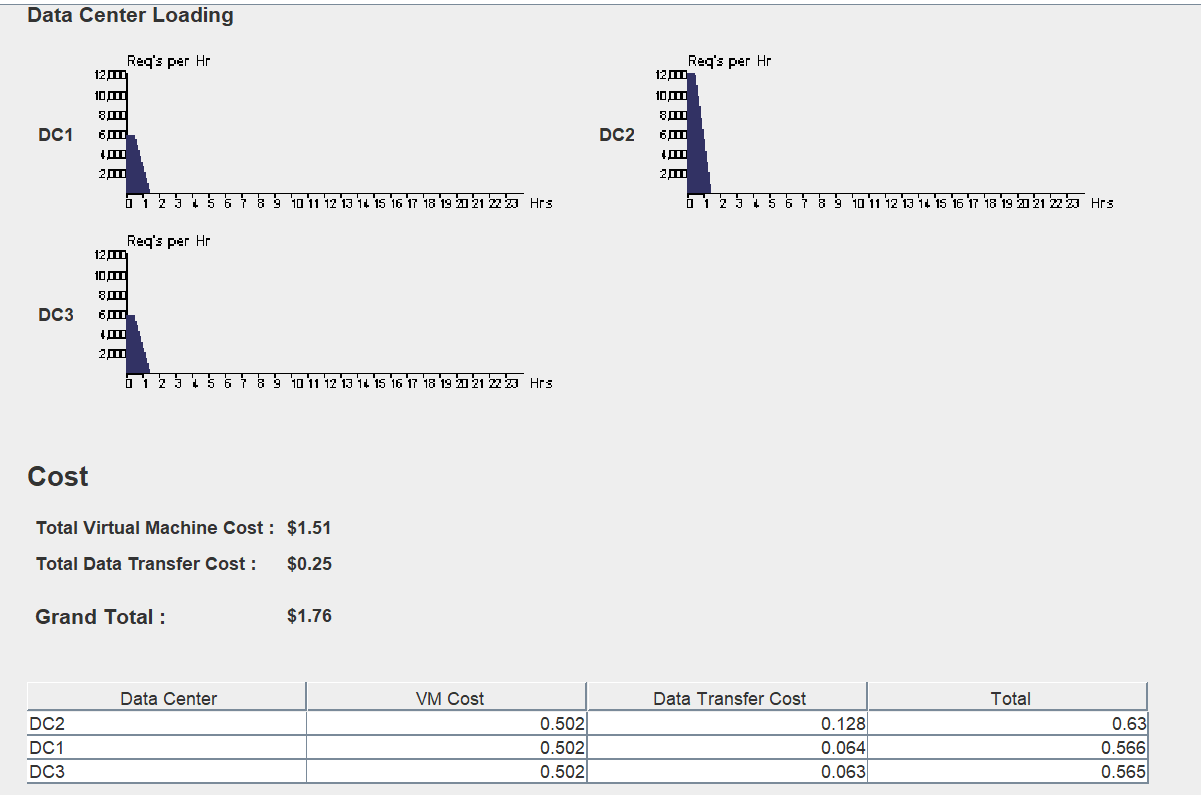 Data Center Loading
Req's per Hr
12,000
10,000
8,000
6,000
4,000
2,000
DC1
0 1 2 3 4 5 6 7 8 9 10 11 12 13 14 15 16 17 18 19 20 21 22 23 Hrs
Req's per Hr
12,000
10,000
8,000
6,000
4,000
2,000
DC2
0 1 2 3 4 5 6 7 8 9 10 11 12 13 14 15 16 17 18 19 20 21 22 23 Hrs
Req's per Hr
12,000
10,000
8,000
6,000
4,000
2,000
DC3
0 1 2 3 4 5 6 7 8 9 10 11 12 13 14 15 16 17 18 19 20 21 22 23 Hrs
Cost
Total Virtual Machine Cost : $1.51
Total Data Transfer Cost : $0.25
Grand Total : $1.76
Data Center VM Cost Data Transfer Cost Total
DC2 0.502 0.128 0.63
DC1 0.502 0.064 0.566
DC3 0.502 0.063 0.565